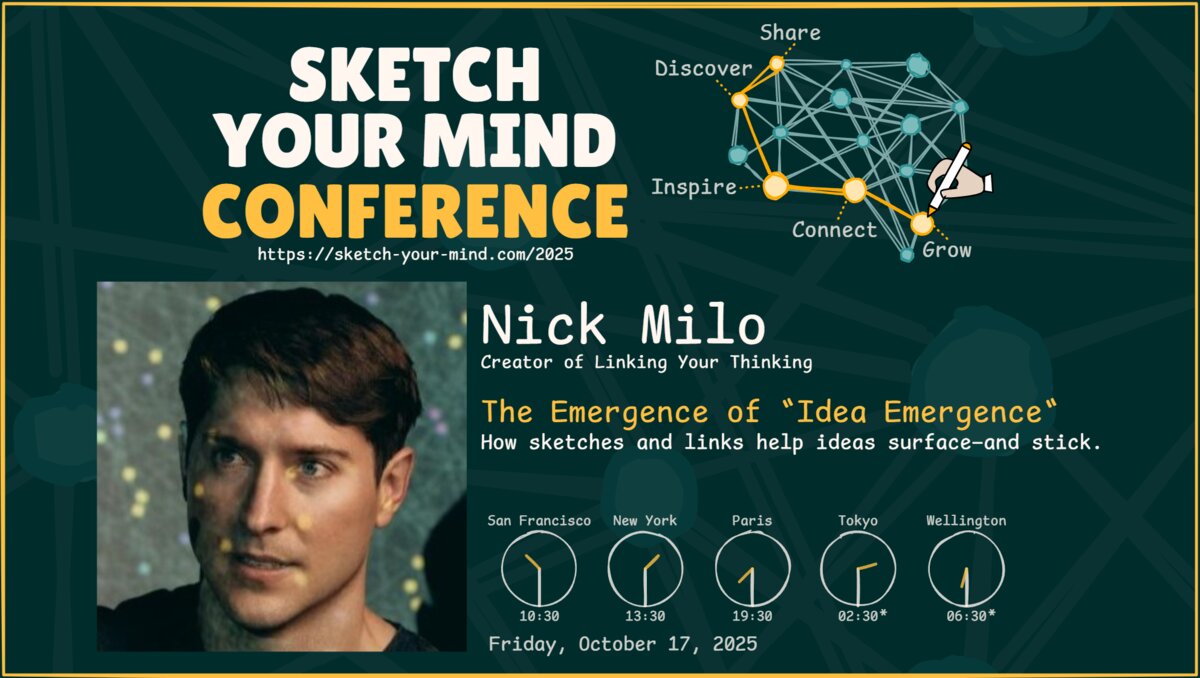 SKETCH
YOUR MIND
CONFERENCE
https://sketch-your-mind.com/2025
Share
Discover
Inspire
Connect
Grow
Nick Milo
Creator of Linking Your Thinking
The Emergence of "Idea Emergence"
How sketches and links help ideas surface—and stick.
San Francisco New York Paris Tokyo Wellington
10:30 13:30 19:30 02:30* 06:30*
Friday, October 17, 2025